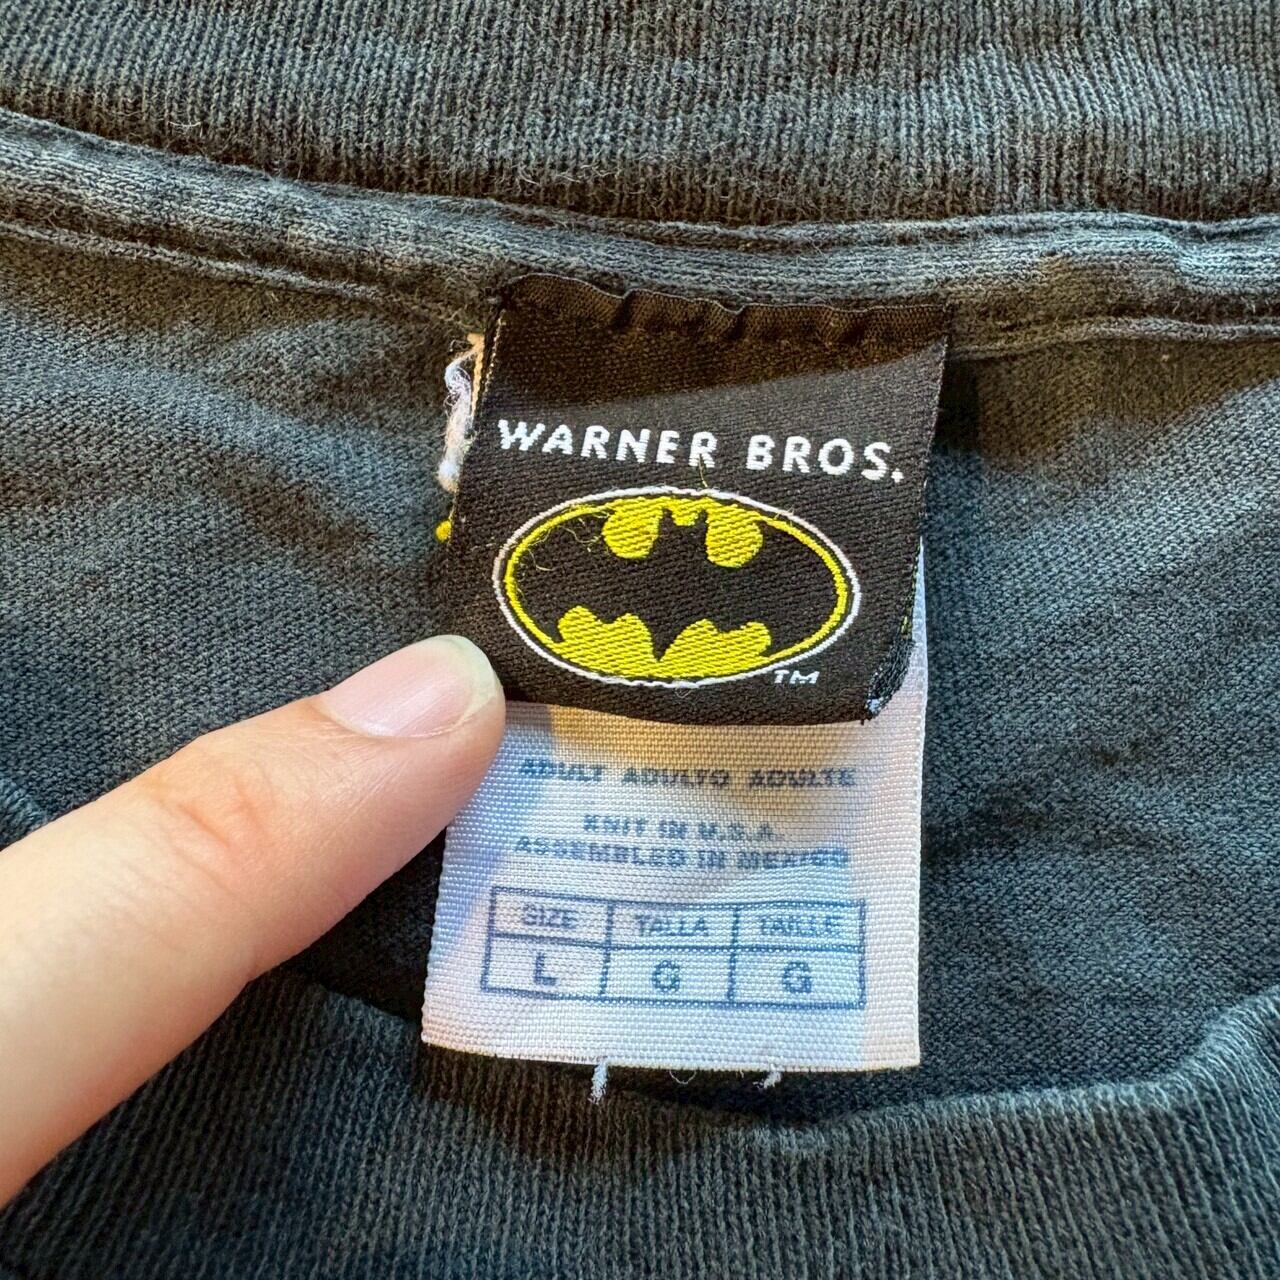 WARNER BROS.
TM
ADULT ADULTO ADULTE
KNIT IN U.S.A.
ASSEMBLED IN MEXICO
SIZE TALLA TAILLE
L G G